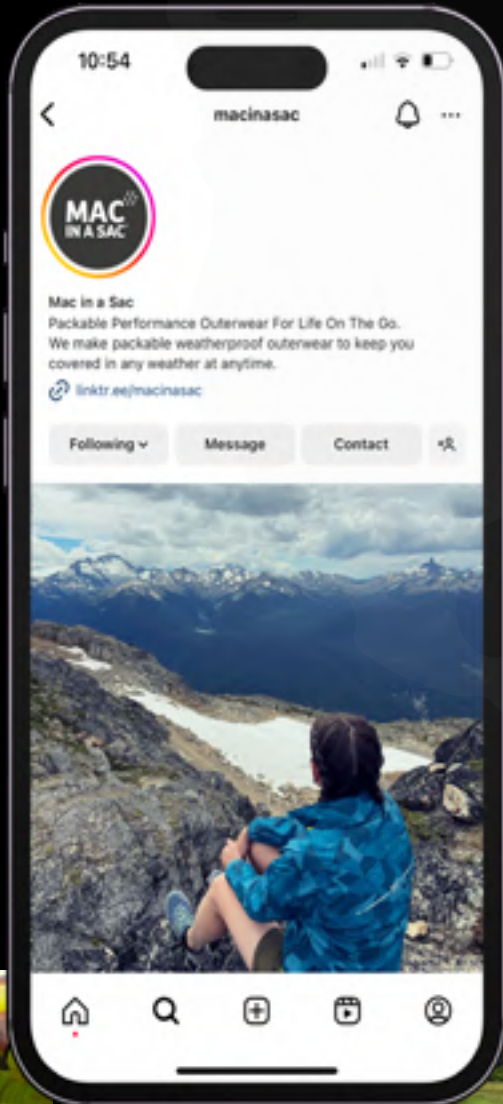 10:54
macinasac
MAC
IN A SAC
Mac in a Sac
Packable Performance Outerwear For Life On The Go.
We make packable weatherproof outerwear to keep you
covered in any weather at anytime.
linktr.ee/macinasac
Following
Message
Contact